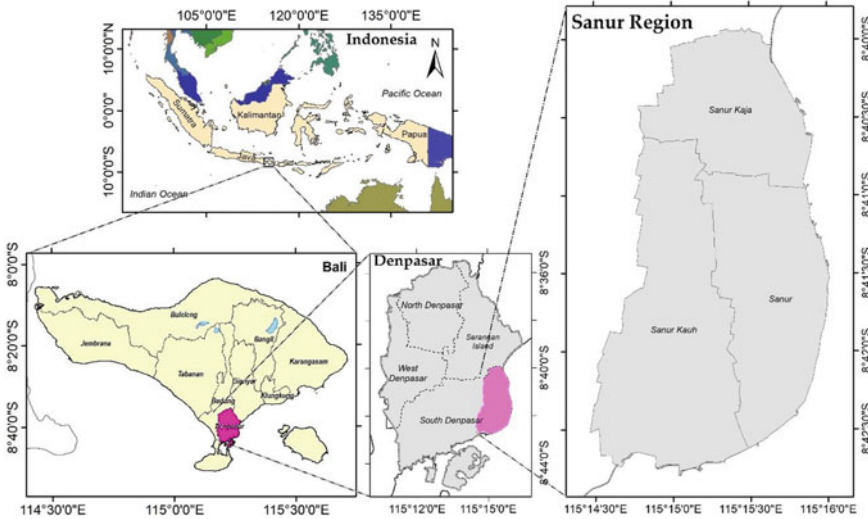 105°0'0"E 120°0'0"E 135°0'0"E
Indonesia
N
10°0'0"N
0°0'0"
10°0'0"S
Pacific Ocean
Sumatra
Kalimantan
Papua
Java
Indian Ocean
Bali
8°0'0"S
8°20'0"S
8°40'0"S
Buleleng
Jembrana
Bangli
Tabanan
Karangasam
Gianyar
Klungkung
Badung
Denpasar
114°30'0"E 115°0'0"E 115°30'0"E
Denpasar
8°36'0"S
8°40'0"S
8°44'0"S
North Denpasar
Serangan
Island
West
Denpasar
South Denpasar
115°12'0"E 115°15'0"E
Sanur Region
8°40'0"S
8°40'30"S
8°41'0"S
8°41'30"S
8°42'0"S
8°42'30"S
Sanur Kaja
Sanur
Sanur Kauh
115°14'30"E 115°15'0"E 115°15'30"E 115°16'0"E